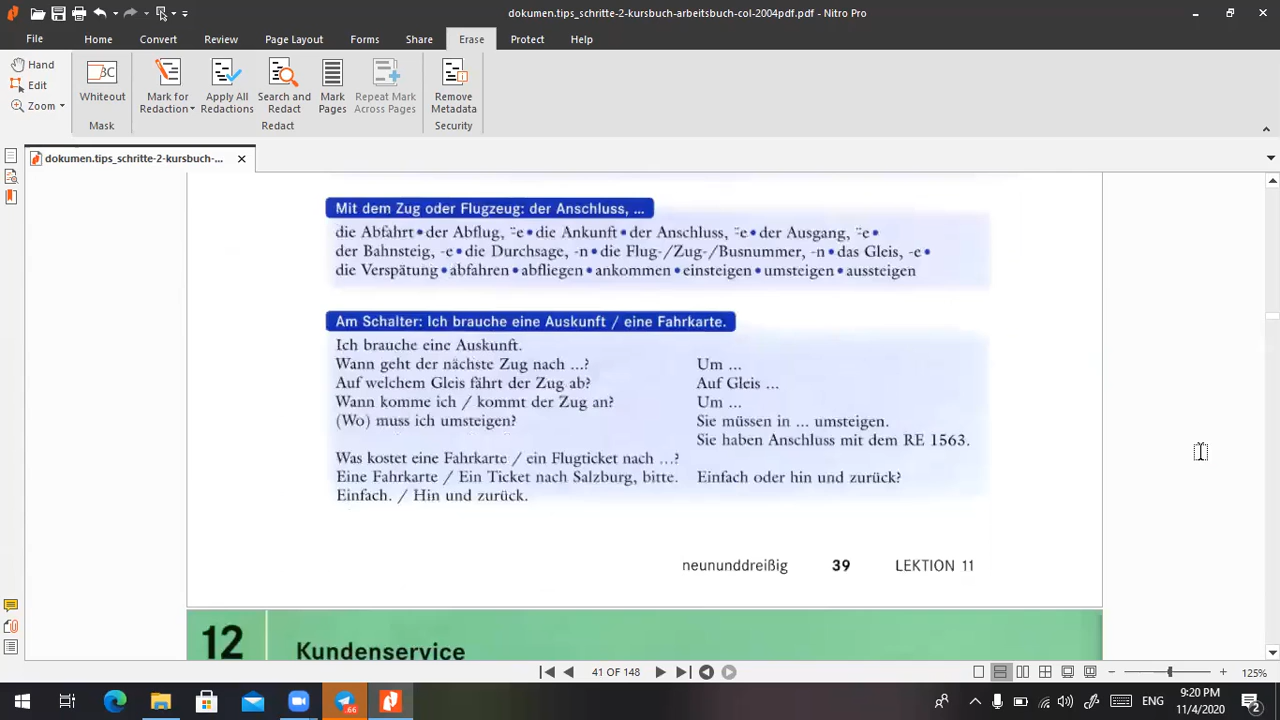 dokumen.tips_schritte-2-kursbuch-arbeitsbuch-col-2004pdf.pdf - Nitro Pro
File Home Convert Review Page Layout Forms Share Erase Protect Help
Hand
Edit
Zoom
Whiteout
Mask
Mark for Redaction
Apply All Redactions
Search and Redact
Mark Pages
Repeat Mark Across Pages
Redact
Remove Metadata
Security
dokumen.tips_schritte-2-kursbuch-...
Mit dem Zug oder Flugzeug: der Anschluss, ...
die Abfahrt • der Abflug, ¨e • die Ankunft • der Anschluss, ¨e • der Ausgang, ¨e •
der Bahnsteig, -e • die Durchsage, -n • die Flug-/Zug-/Busnummer, -n • das Gleis, -e •
die Verspätung • abfahren • abfliegen • ankommen • einsteigen • umsteigen • aussteigen
Am Schalter: Ich brauche eine Auskunft / eine Fahrkarte.
Ich brauche eine Auskunft.
Wann geht der nächste Zug nach ...? Um ...
Auf welchem Gleis fährt der Zug ab? Auf Gleis ...
Wann komme ich / kommt der Zug an? Um ...
(Wo) muss ich umsteigen? Sie müssen in ... umsteigen.
Sie haben Anschluss mit dem RE 1563.
Was kostet eine Fahrkarte / ein Flugticket nach ...?
Eine Fahrkarte / Ein Ticket nach Salzburg, bitte. Einfach oder hin und zurück?
Einfach. / Hin und zurück.
neununddreißig 39 LEKTION 11
12 Kundenservice
41 OF 148
125%
66
ENG
9:20 PM
11/4/2020
2